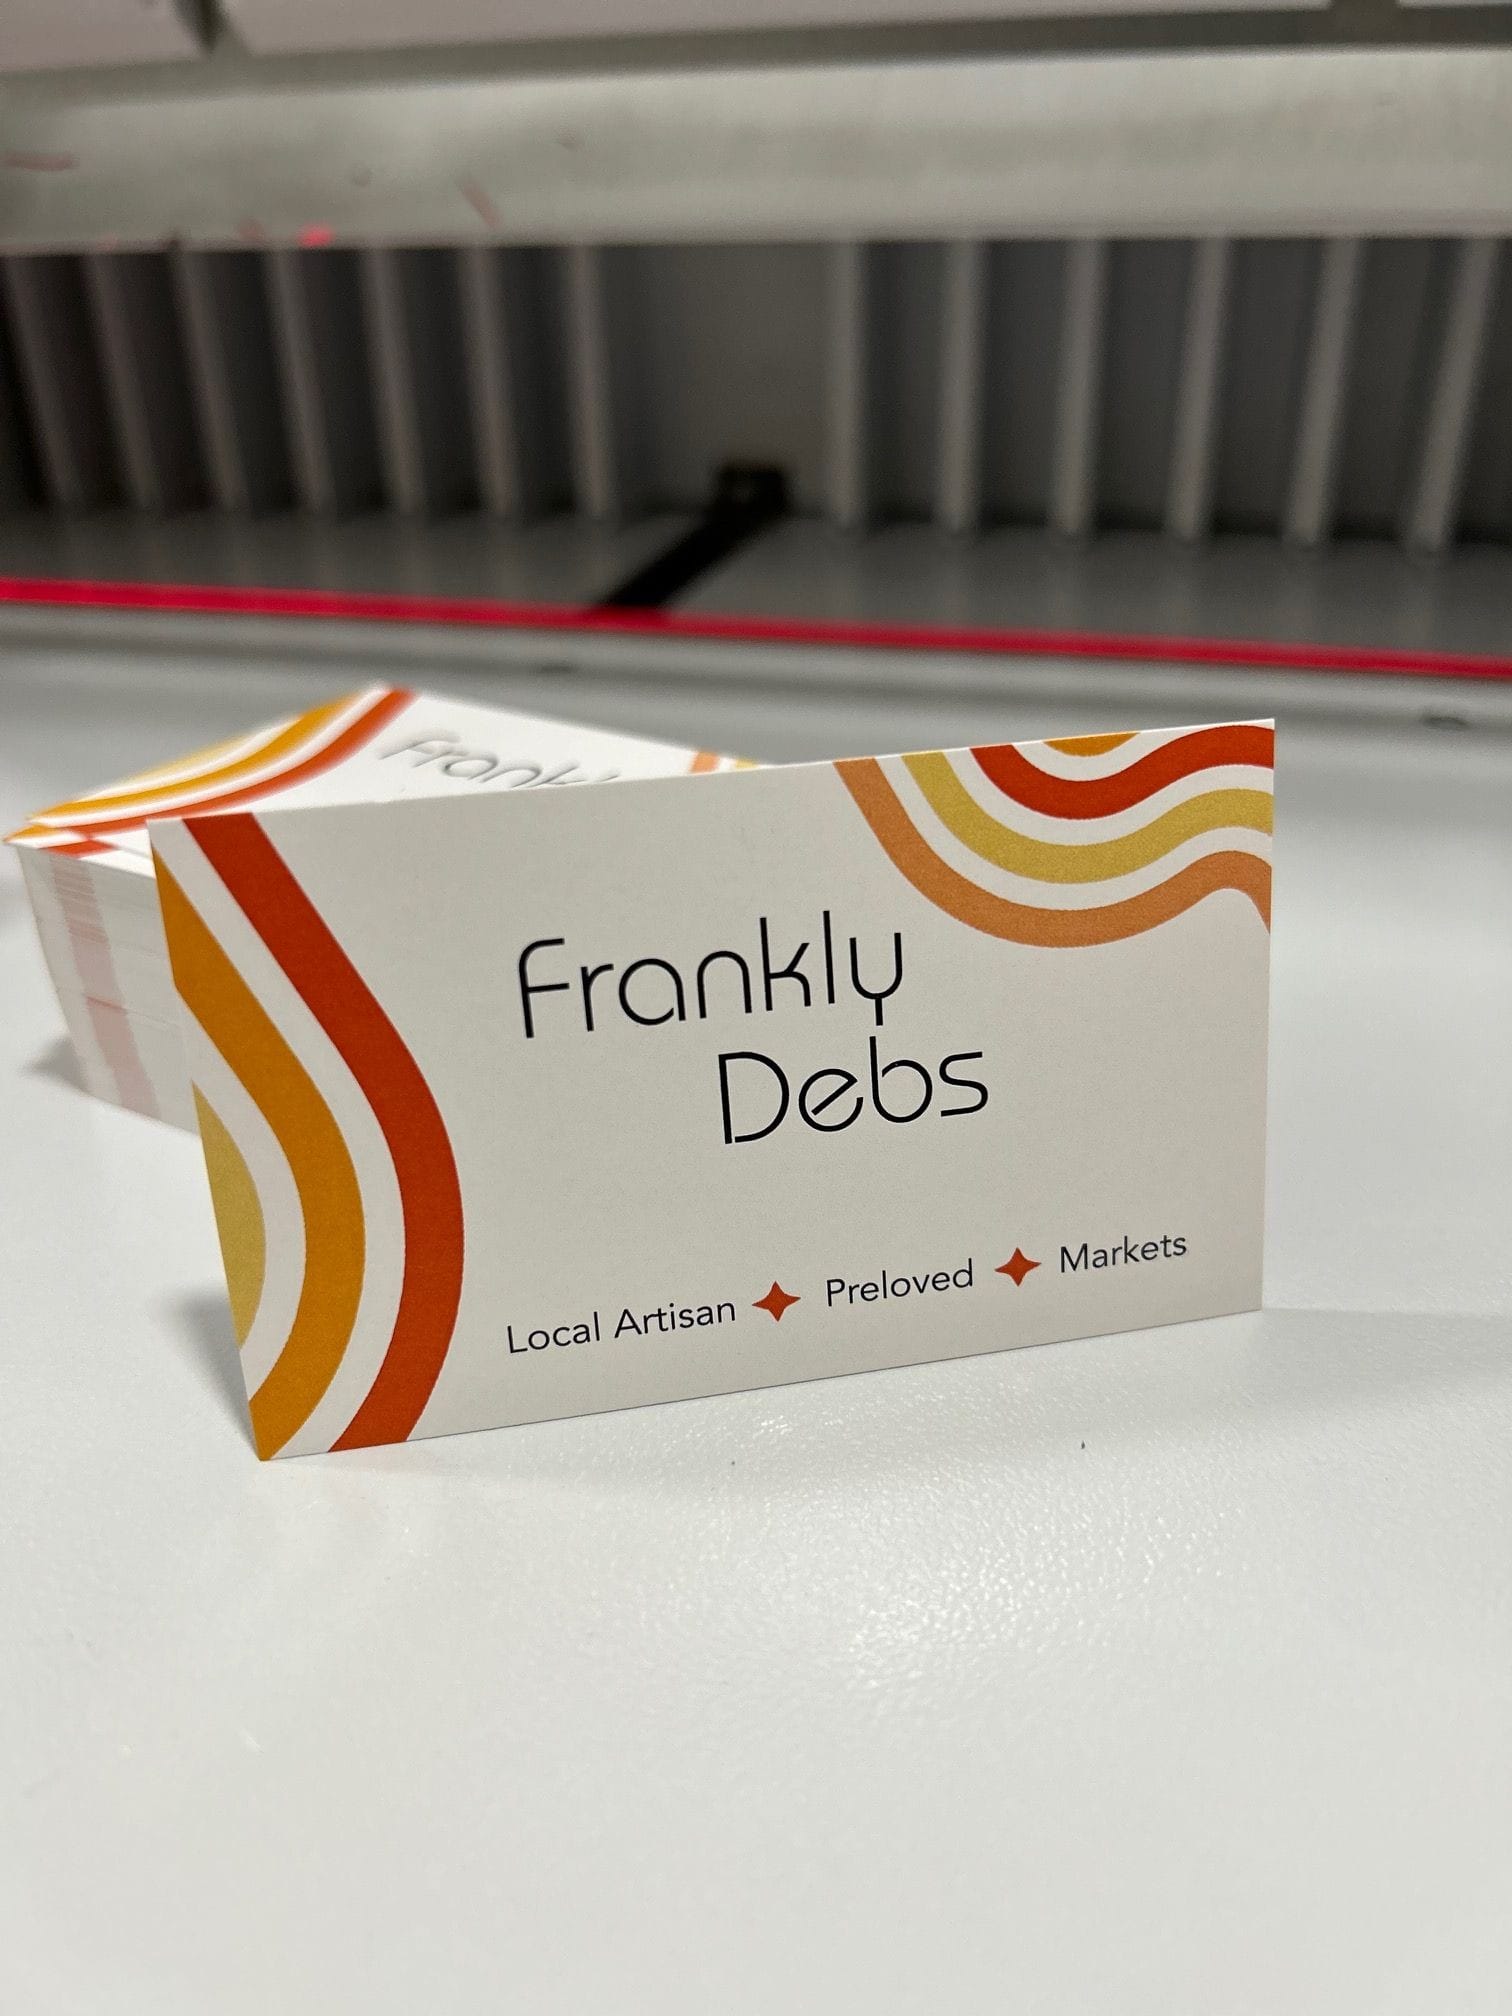 Frankly
Debs
Local Artisan Preloved Markets